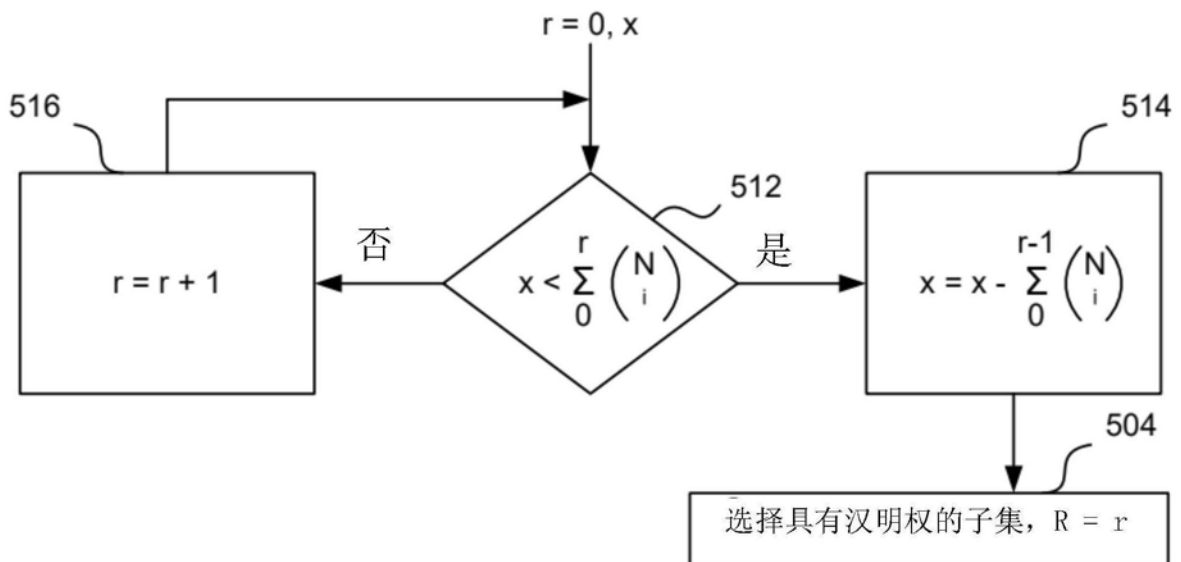 r = 0, x
516
514
512
否
是
r = r + 1
x < r Σ 0 ( N i )
x = x - r-1 Σ 0 ( N i )
504
选择具有汉明权的子集, R = r